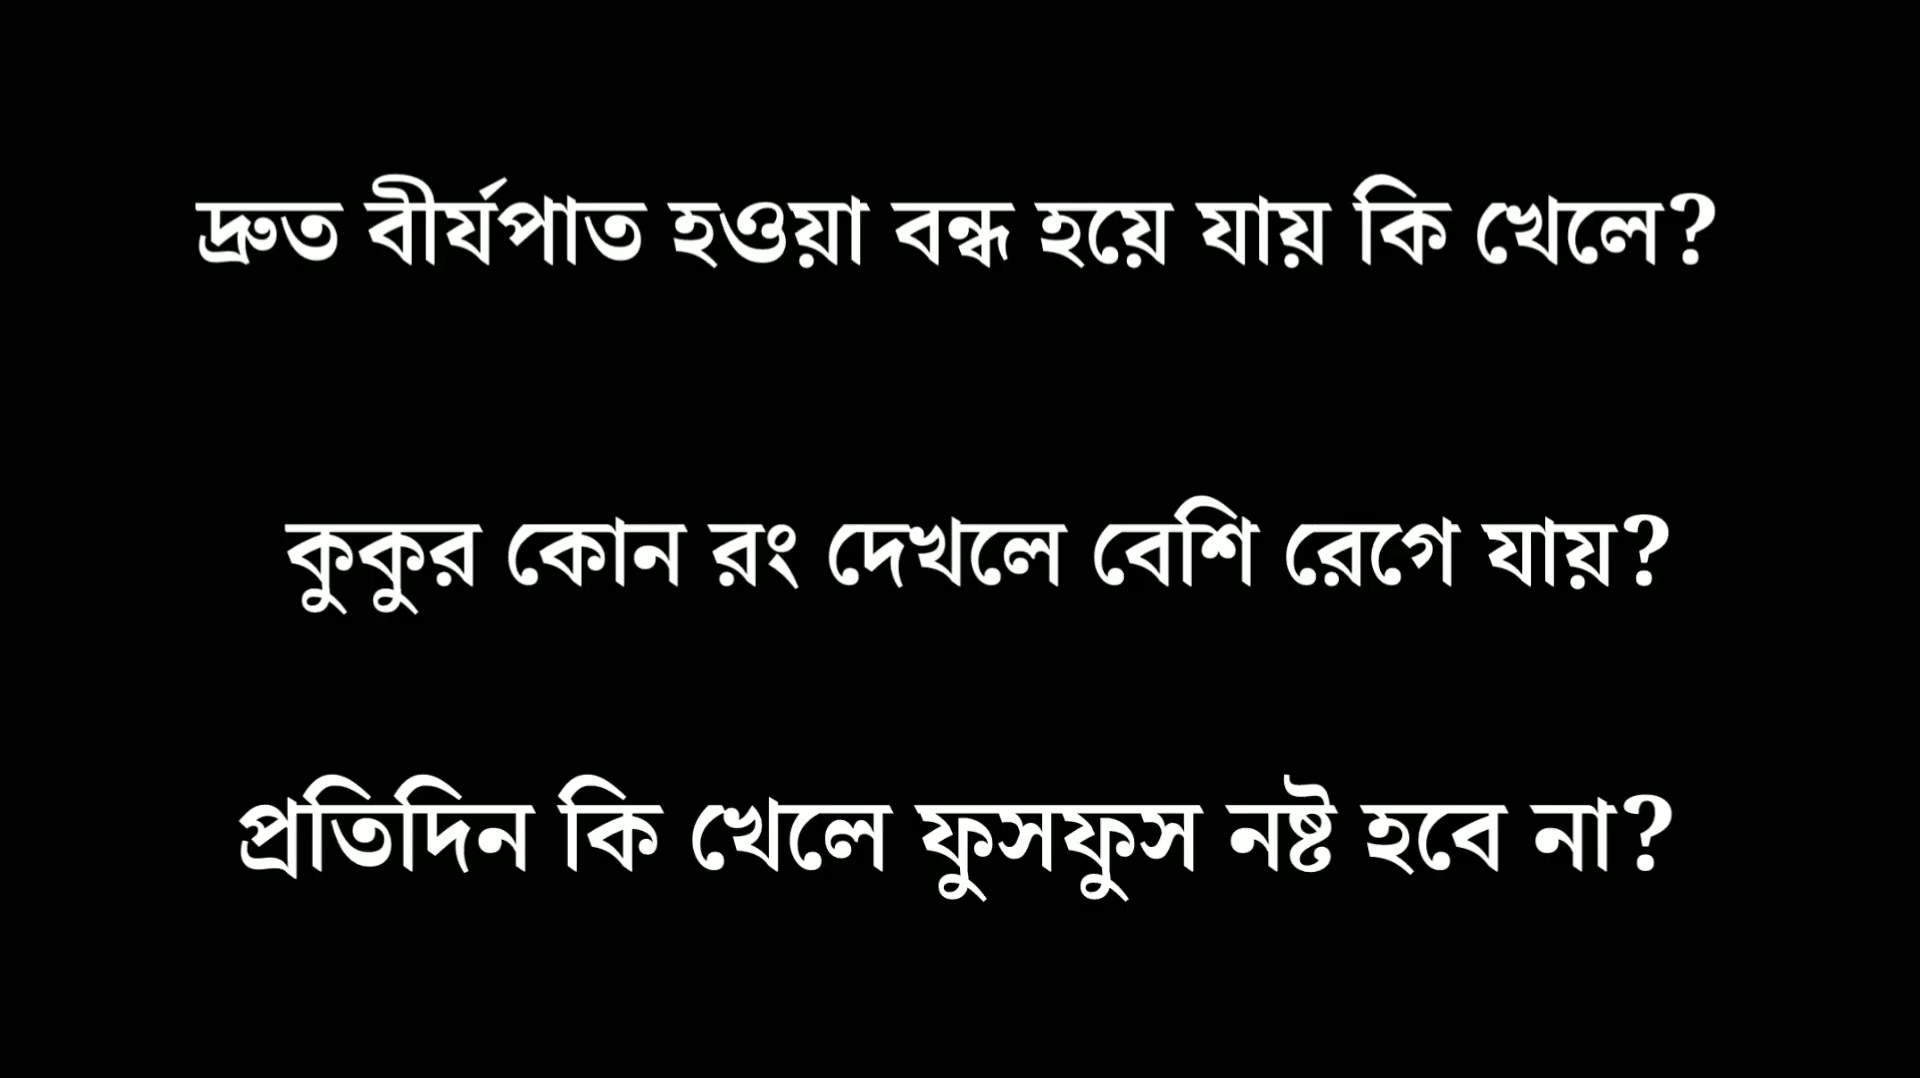 দ্রুত বীর্যপাত হওয়া বন্ধ হয়ে যায় কি খেলে?
কুকুর কোন রং দেখলে বেশি রেগে যায়?
প্রতিদিন কি খেলে ফুসফুস নষ্ট হবে না?